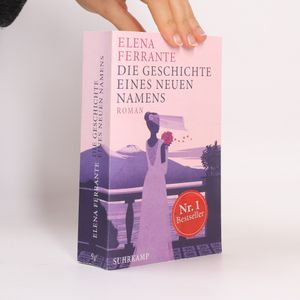 ELENA
FERRANTE
DIE GESCHICHTE
EINES NEUEN
NAMENS
ROMAN
Nr. 1
Bestseller
SUHRKAMP
ELENA FERRANTE
DIE GESCHICHTE
EINES NEUEN NAMENS